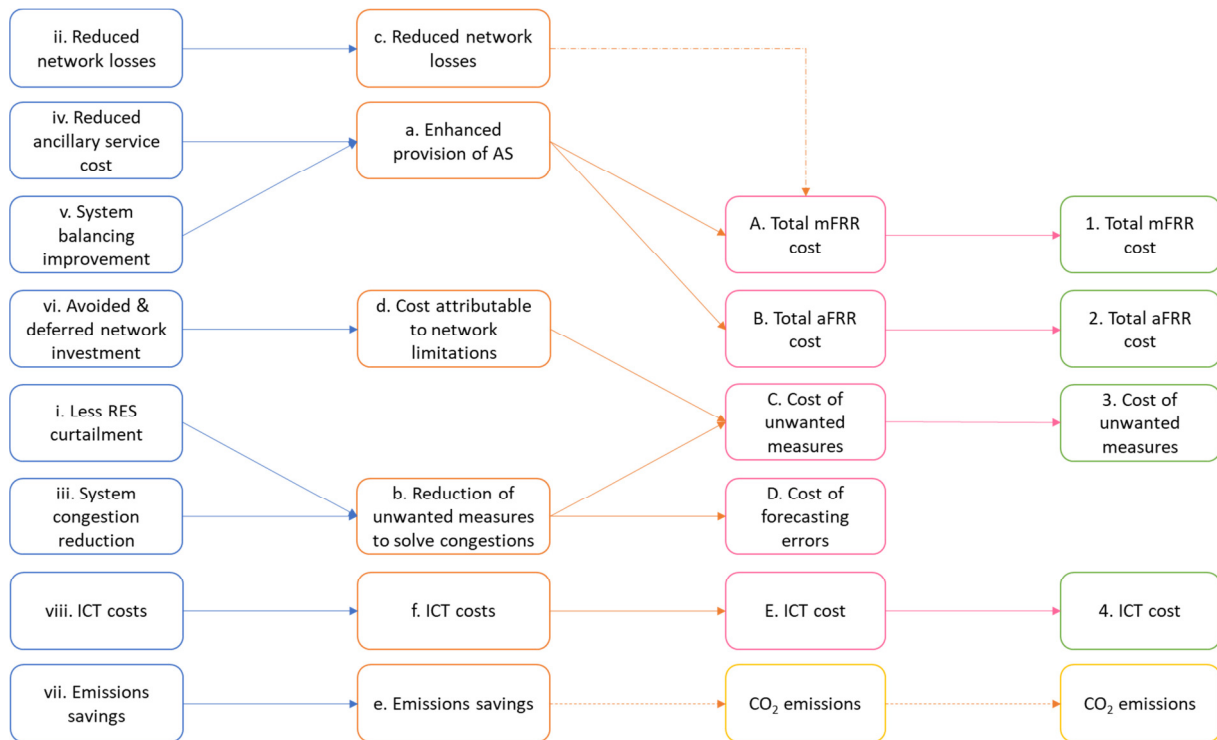 ii. Reduced
network losses
c. Reduced network
losses
iv. Reduced
ancillary service
cost
a. Enhanced
provision of AS
v. System
balancing
improvement
A. Total mFRR
cost
1. Total mFRR
cost
vi. Avoided &
deferred network
investment
d. Cost attributable
to network
limitations
B. Total aFRR
cost
2. Total aFRR
cost
i. Less RES
curtailment
C. Cost of
unwanted
measures
3. Cost of
unwanted
measures
iii. System
congestion
reduction
b. Reduction of
unwanted measures
to solve congestions
D. Cost of
forecasting
errors
viii. ICT costs
f. ICT costs
E. ICT cost
4. ICT cost
vii. Emissions
savings
e. Emissions savings
CO₂ emissions
CO₂ emissions